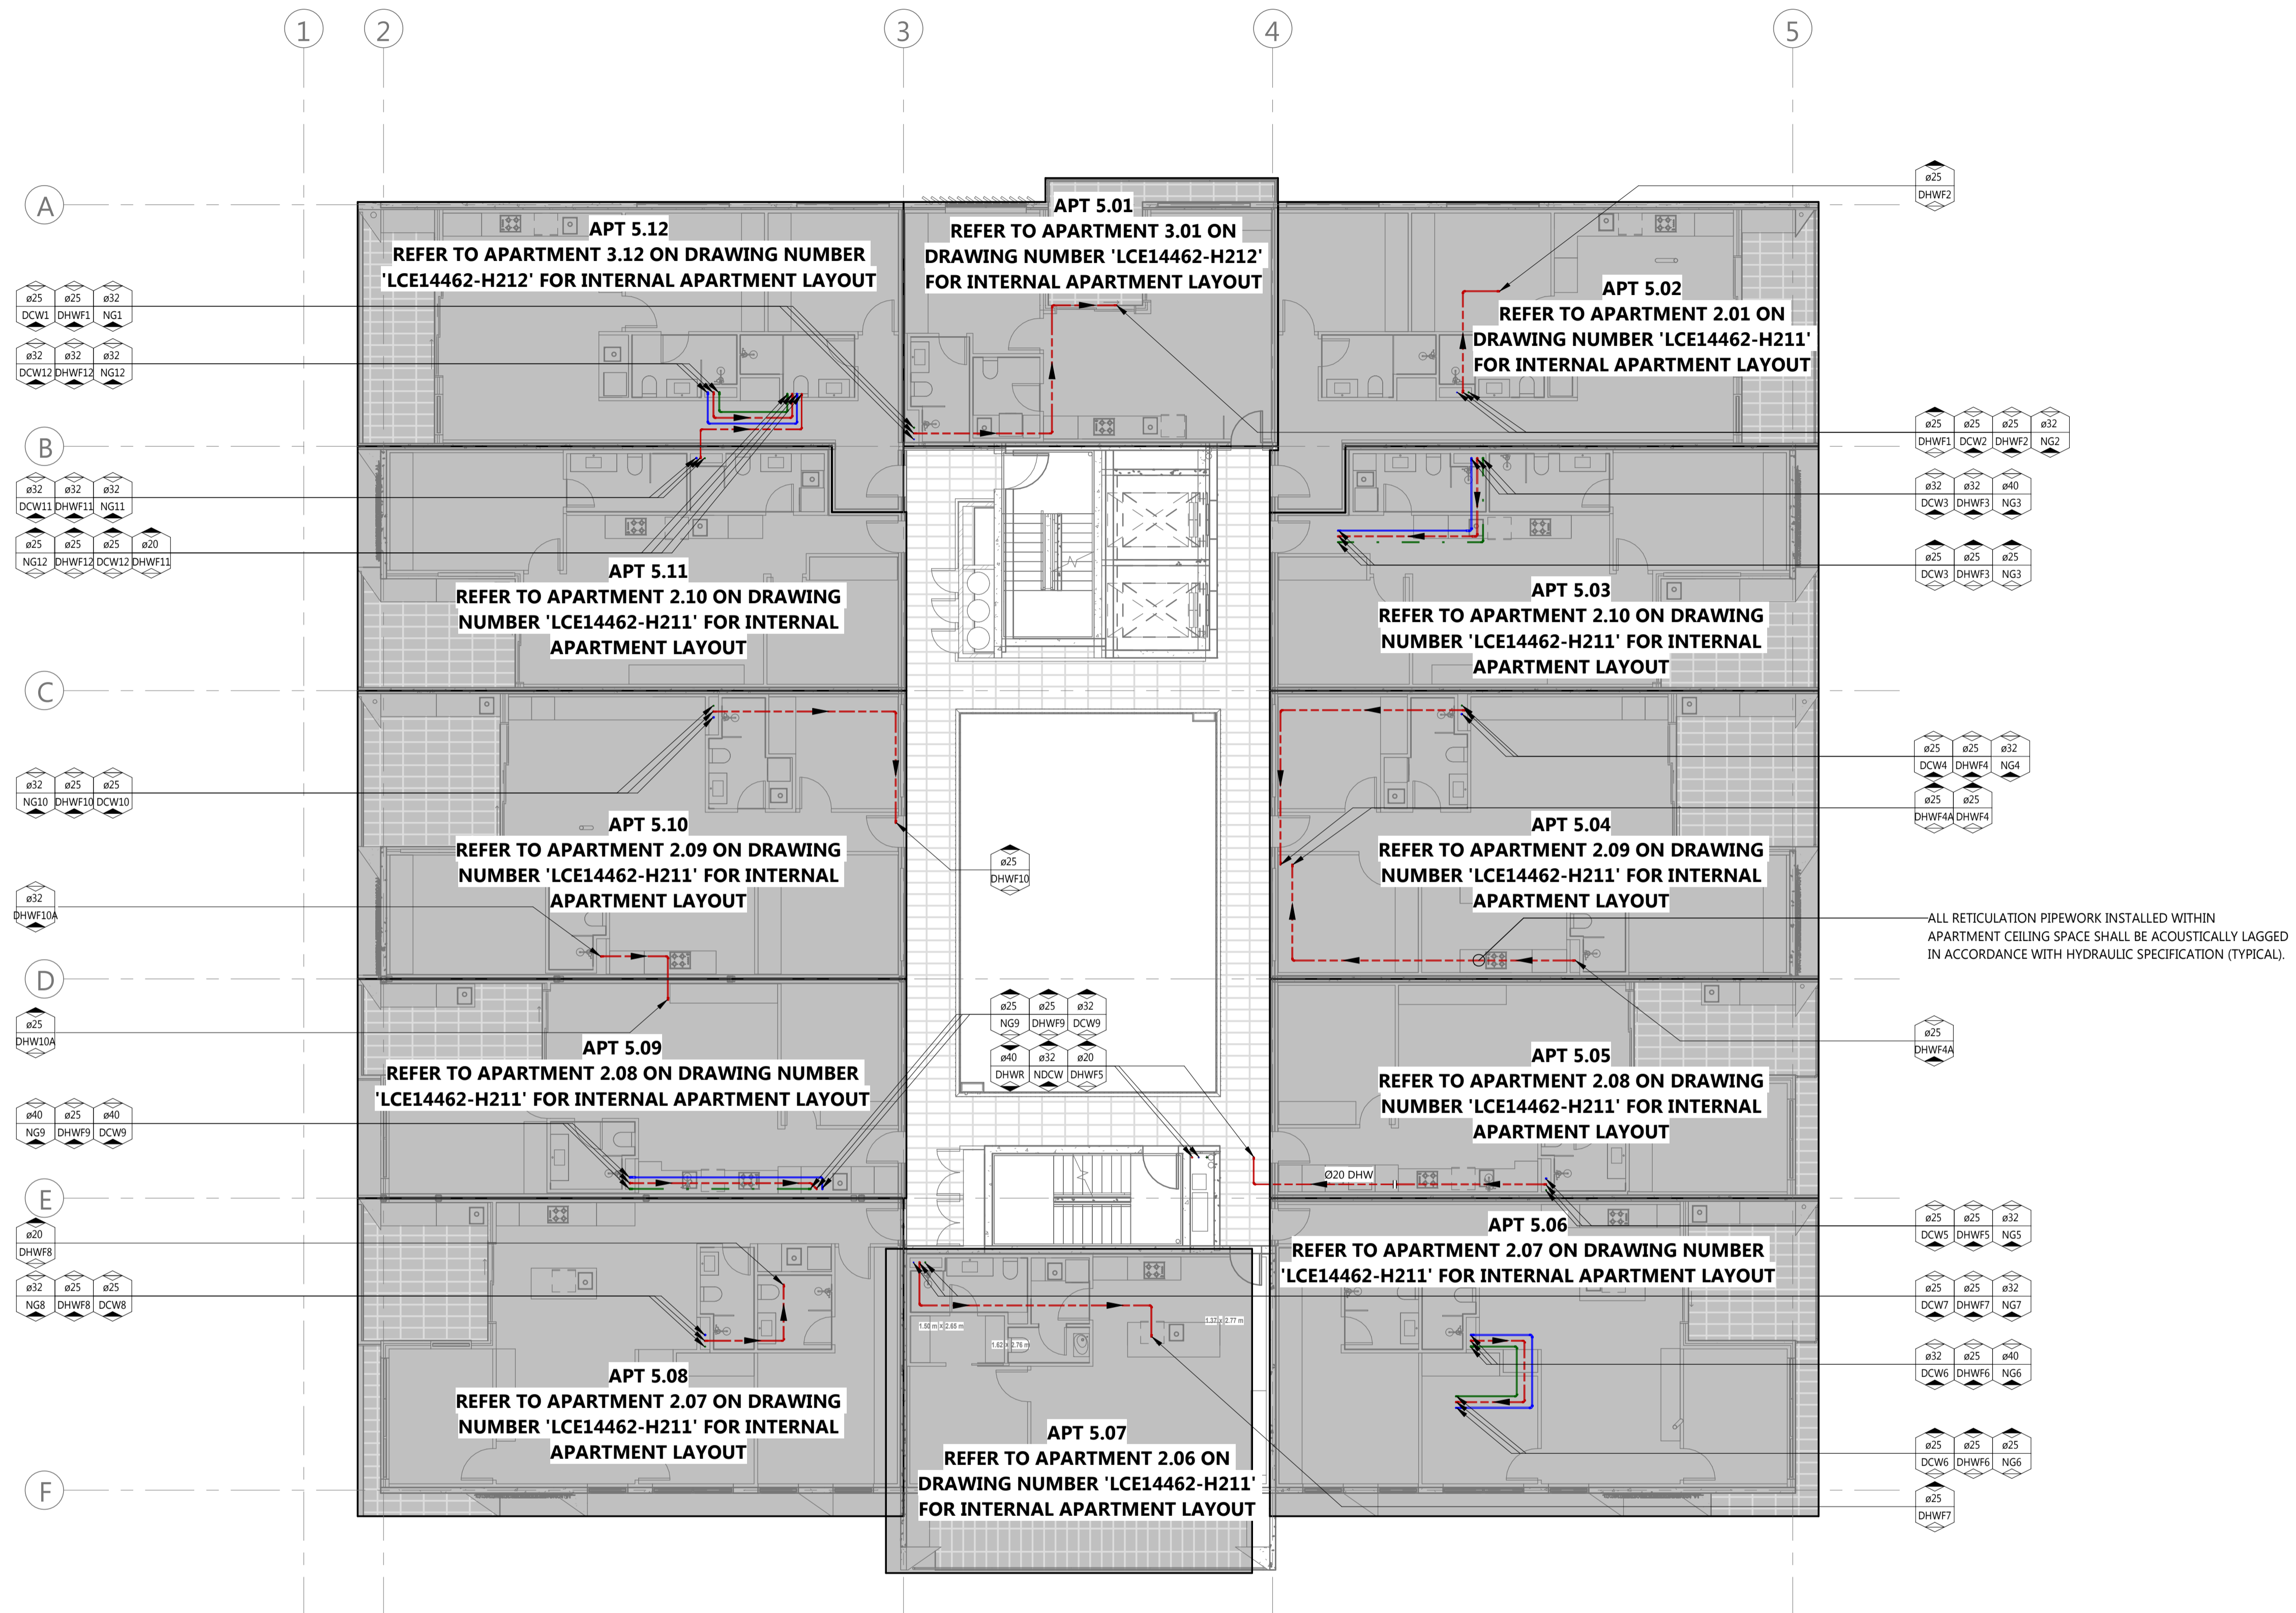 1
2
3
4
5
A
B
C
D
E
F
APT 5.12
REFER TO APARTMENT 3.12 ON DRAWING NUMBER
'LCE14462-H212' FOR INTERNAL APARTMENT LAYOUT
APT 5.01
REFER TO APARTMENT 3.01 ON
DRAWING NUMBER 'LCE14462-H212'
FOR INTERNAL APARTMENT LAYOUT
APT 5.02
REFER TO APARTMENT 2.01 ON
DRAWING NUMBER 'LCE14462-H211'
FOR INTERNAL APARTMENT LAYOUT
APT 5.11
REFER TO APARTMENT 2.10 ON DRAWING
NUMBER 'LCE14462-H211' FOR INTERNAL
APARTMENT LAYOUT
APT 5.03
REFER TO APARTMENT 2.10 ON DRAWING
NUMBER 'LCE14462-H211' FOR INTERNAL
APARTMENT LAYOUT
APT 5.10
REFER TO APARTMENT 2.09 ON DRAWING
NUMBER 'LCE14462-H211' FOR INTERNAL
APARTMENT LAYOUT
APT 5.04
REFER TO APARTMENT 2.09 ON DRAWING
NUMBER 'LCE14462-H211' FOR INTERNAL
APARTMENT LAYOUT
APT 5.09
REFER TO APARTMENT 2.08 ON DRAWING NUMBER
'LCE14462-H211' FOR INTERNAL APARTMENT LAYOUT
APT 5.05
REFER TO APARTMENT 2.08 ON DRAWING
NUMBER 'LCE14462-H211' FOR INTERNAL
APARTMENT LAYOUT
Ø20 DHW
APT 5.06
REFER TO APARTMENT 2.07 ON DRAWING NUMBER
'LCE14462-H211' FOR INTERNAL APARTMENT LAYOUT
APT 5.08
REFER TO APARTMENT 2.07 ON DRAWING
NUMBER 'LCE14462-H211' FOR INTERNAL
APARTMENT LAYOUT
1.50 m X 2.65 m
1.62 X 2.76 m
1.37 x 2.77 m
APT 5.07
REFER TO APARTMENT 2.06 ON
DRAWING NUMBER 'LCE14462-H211'
FOR INTERNAL APARTMENT LAYOUT
ø25 ø25 ø32
DCW1 DHWF1 NG1
ø32 ø32 ø32
DCW12 DHWF12 NG12
ø32 ø32 ø32
DCW11 DHWF11 NG11
ø25 ø25 ø25 ø20
NG12 DHWF12 DCW12 DHWF11
ø32 ø25 ø25
NG10 DHWF10 DCW10
ø32
DHWF10A
ø25
DHW10A
ø40 ø25 ø40
NG9 DHWF9 DCW9
ø20
DHWF8
ø32 ø25 ø25
NG8 DHWF8 DCW8
ø25
DHWF10
ø25 ø25 ø32
NG9 DHWF9 DCW9
ø40 ø32 ø20
DHWR NDCW DHWF5
ø25
DHWF2
ø25 ø25 ø25 ø32
DHWF1 DCW2 DHWF2 NG2
ø32 ø32 ø40
DCW3 DHWF3 NG3
ø25 ø25 ø25
DCW3 DHWF3 NG3
ø25 ø25 ø32
DCW4 DHWF4 NG4
ø25 ø25
DHWF4A DHWF4
ALL RETICULATION PIPEWORK INSTALLED WITHIN
APARTMENT CEILING SPACE SHALL BE ACOUSTICALLY LAGGED
IN ACCORDANCE WITH HYDRAULIC SPECIFICATION (TYPICAL).
ø25
DHWF4A
ø25 ø25 ø32
DCW5 DHWF5 NG5
ø25 ø25 ø32
DCW7 DHWF7 NG7
ø32 ø25 ø40
DCW6 DHWF6 NG6
ø25 ø25 ø25
DCW6 DHWF6 NG6
ø25
DHWF7